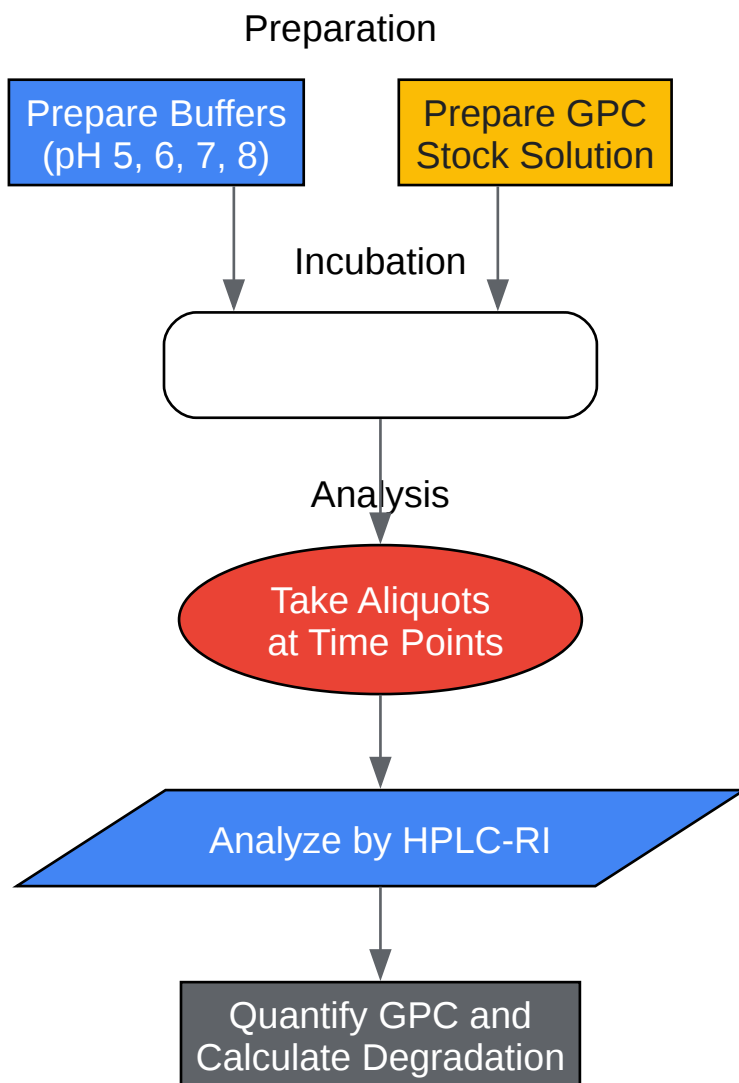 Preparation
Prepare Buffers
(pH 5, 6, 7, 8)
Prepare GPC
Stock Solution
Incubation
Analysis
Take Aliquots
at Time Points
Analyze by HPLC-RI
Quantify GPC and
Calculate Degradation